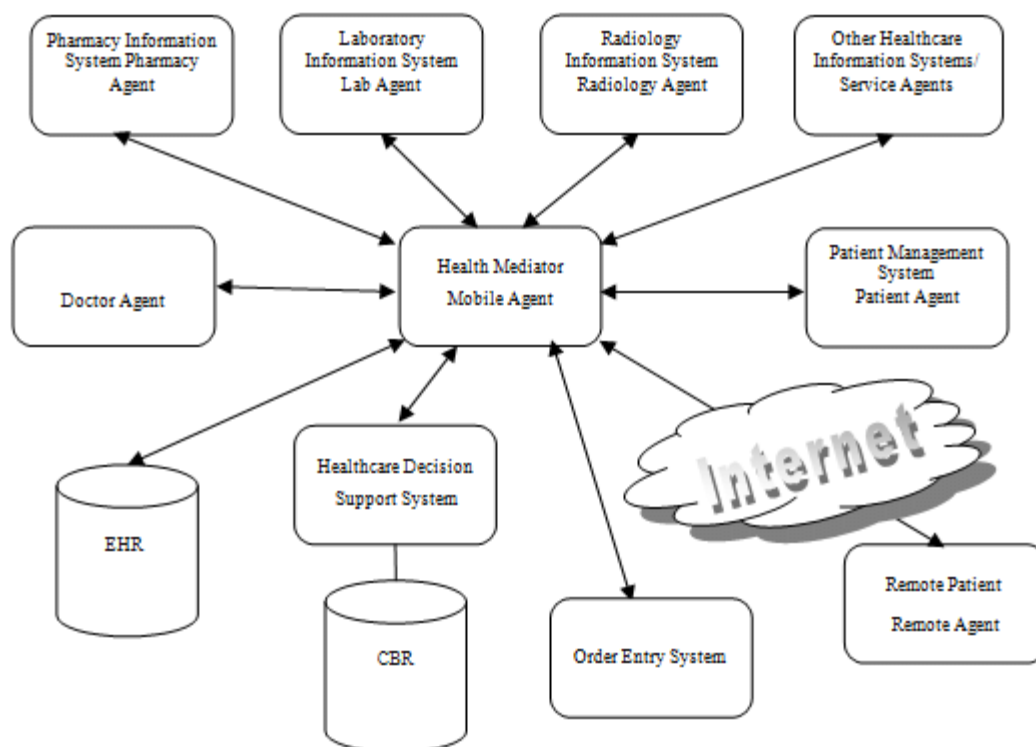 Pharmacy Information
System Pharmacy
Agent
Laboratory
Information System
Lab Agent
Radiology
Information System
Radiology Agent
Other Healthcare
Information Systems/
Service Agents
Doctor Agent
Health Mediator
Mobile Agent
Patient Management
System
Patient Agent
EHR
Healthcare Decision
Support System
CBR
Order Entry System
Internet
Remote Patient
Remote Agent